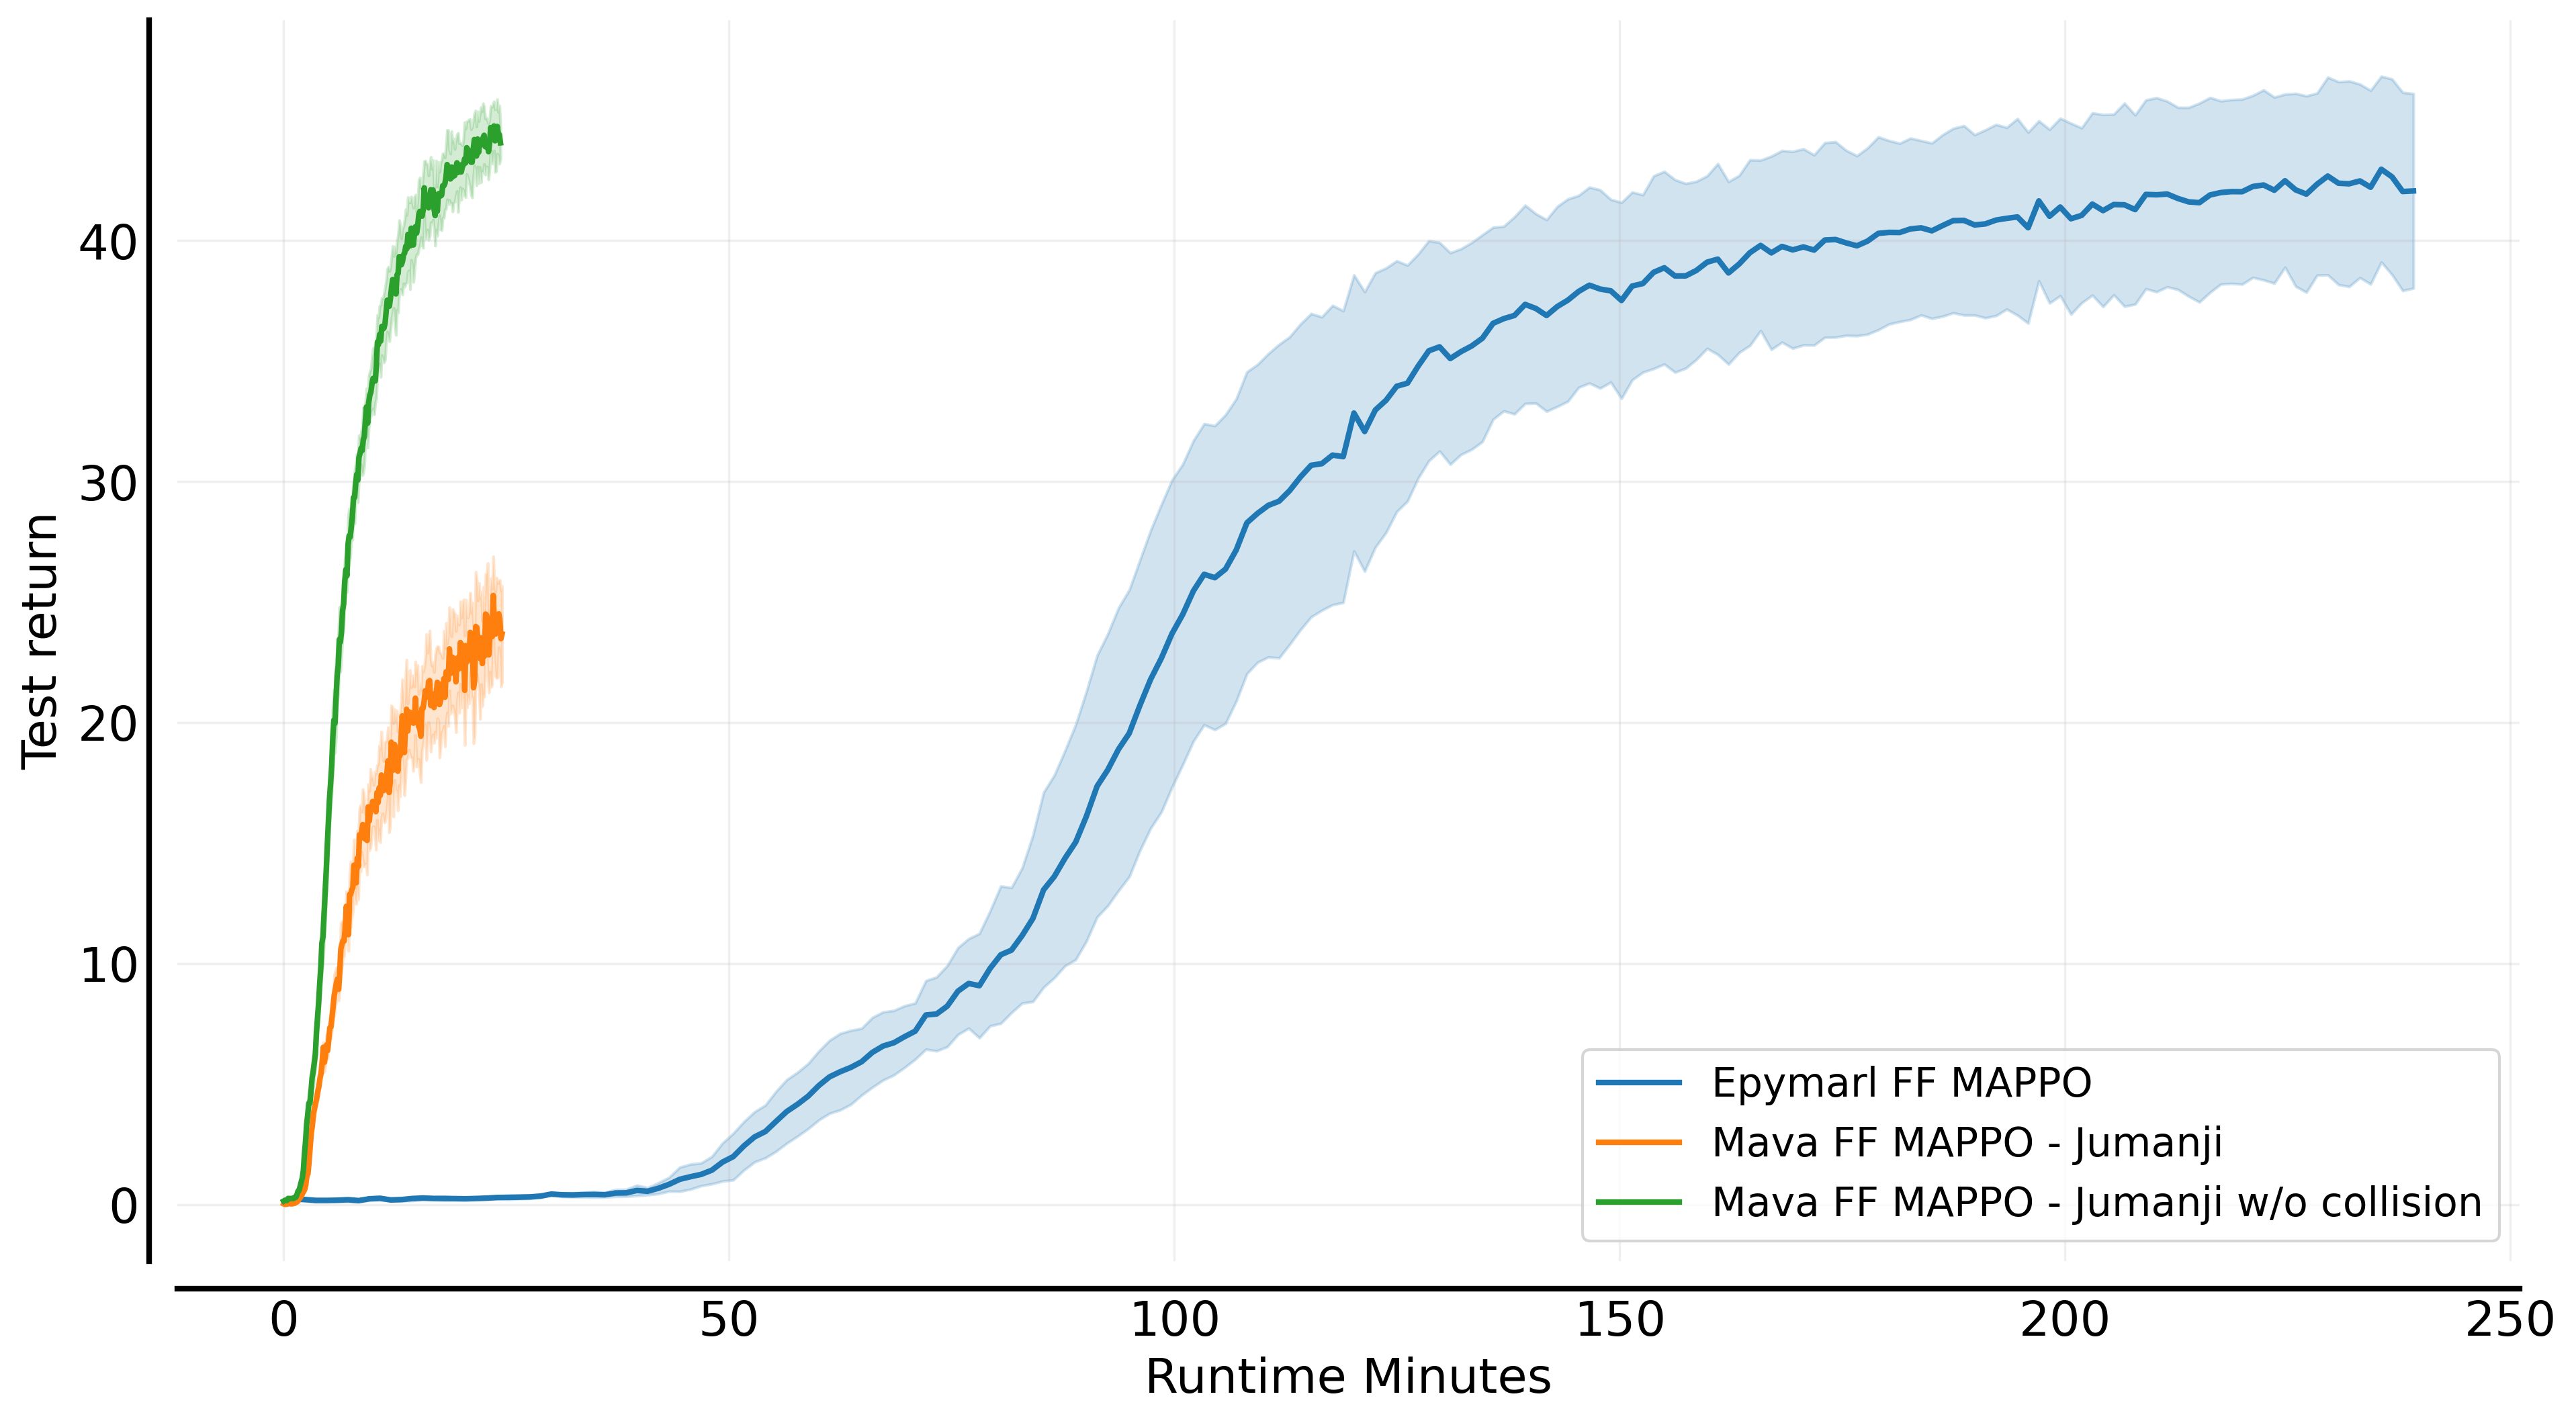 Test return
40
30
20
10
0
0 50 100 150 200 250
Runtime Minutes
Epymarl FF MAPPO
Mava FF MAPPO - Jumanji
Mava FF MAPPO - Jumanji w/o collision